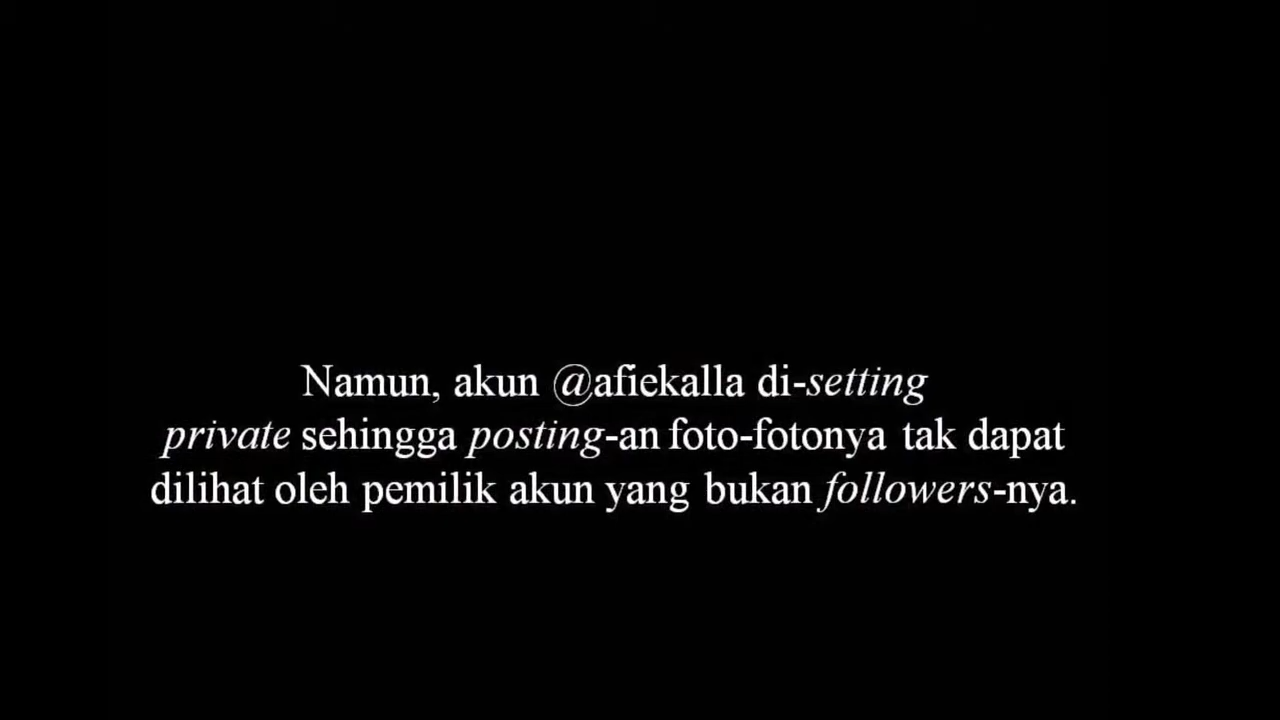 Namun, akun @afiekalla di-setting
private sehingga posting-an foto-fotonya tak dapat
dilihat oleh pemilik akun yang bukan followers-nya.